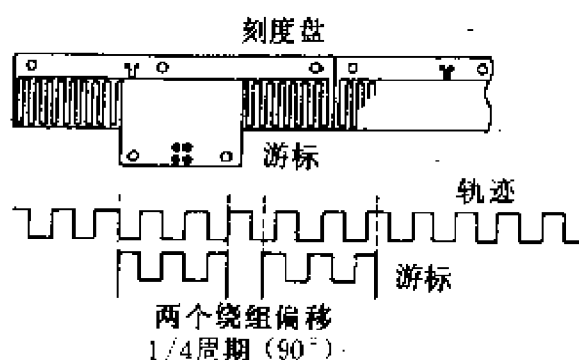 刻度盘
游标
轨迹
游标
两个绕组偏移
1/4周期（90°）